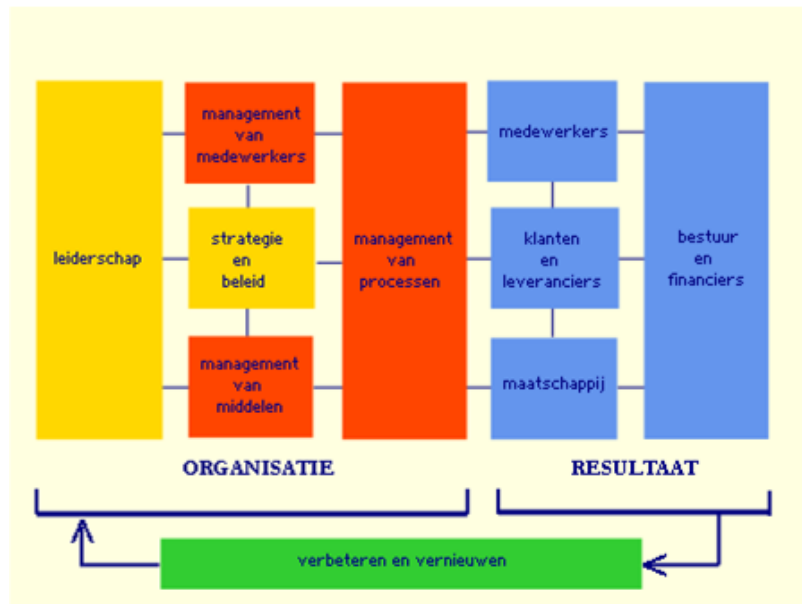 leiderschap
management
van
medewerkers
strategie
en
beleid
management
van
middelen
management
van
processen
medewerkers
klanten
en
leveranciers
maatschappij
bestuur
en
financiers
ORGANISATIE
RESULTAAT
verbeteren en vernieuwen